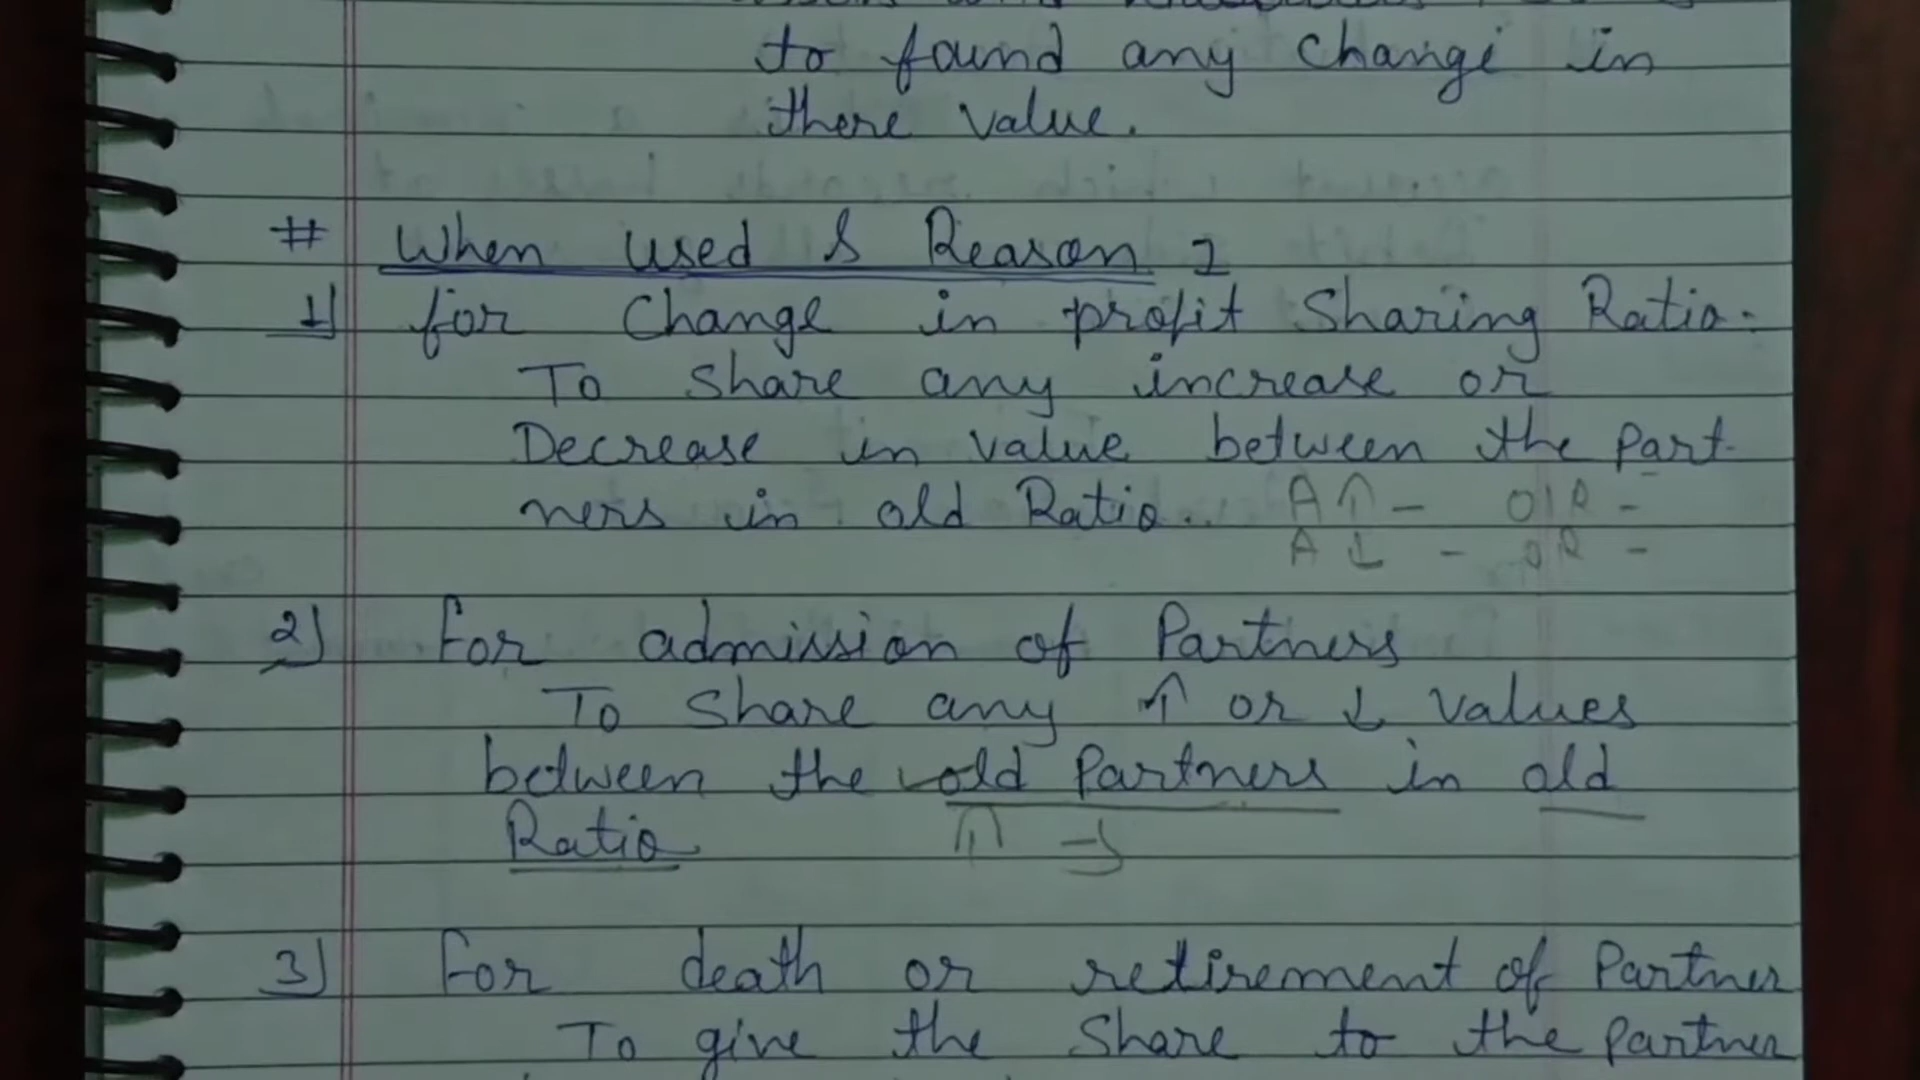 to found any change in
there value.
# When used & Reason :
1) for change in profit sharing Ratio.
To share any increase or
Decrease in value between the part
ners in old Ratio. A↑ - O/R -
A↓ - OR -
2) For admission of Partners
To share any ↑ or ↓ values
between the old Partners in old
Ratio ↑
3) For death or retirement of Partner
To give the share to the partner